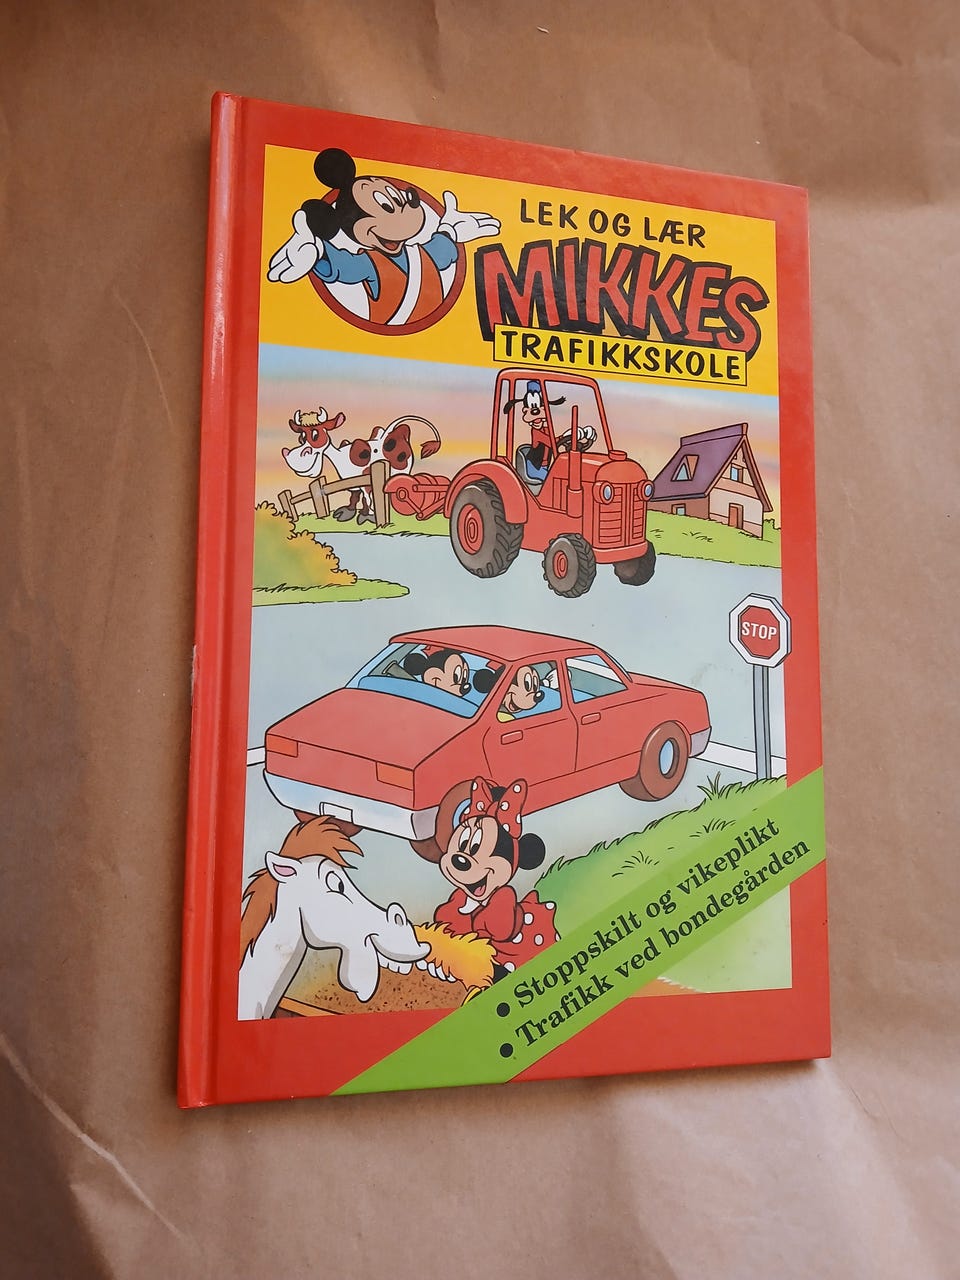 LEK OG LÆR
MIKKES
TRAFIKKSKOLE
STOP
• Stoppskilt og vikeplikt
• Trafikk ved bondegården